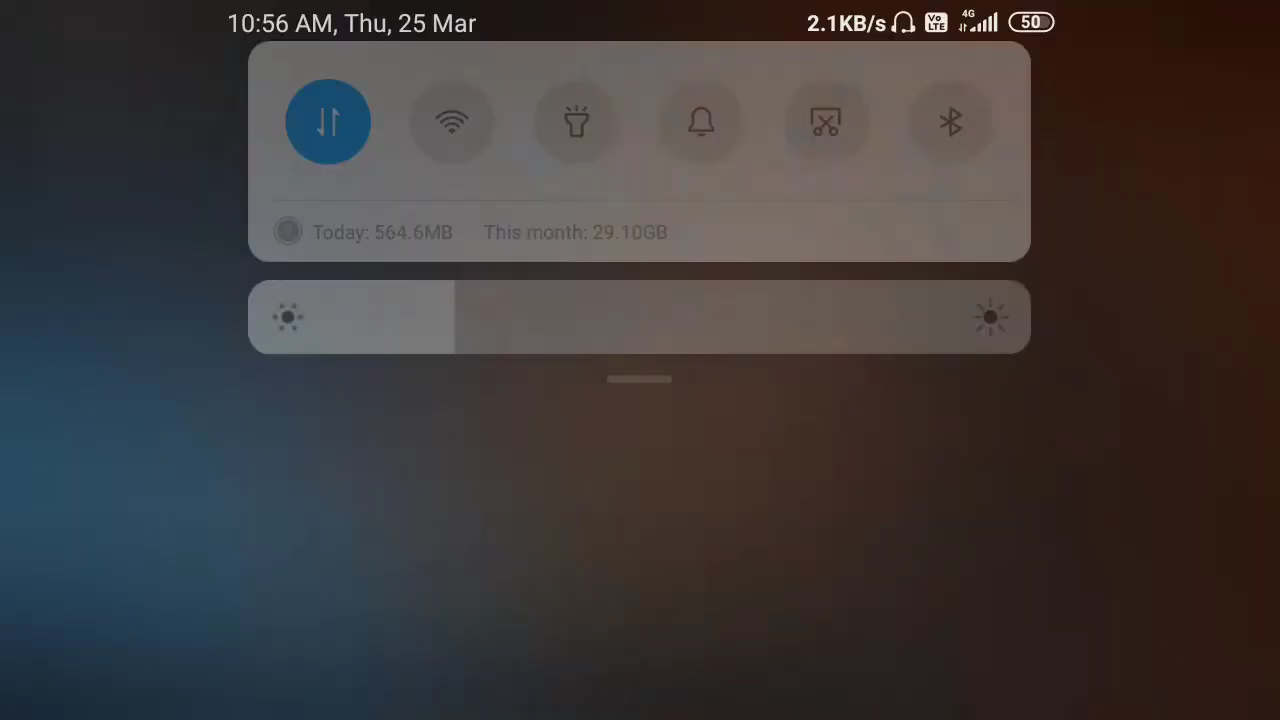 10:56 AM, Thu, 25 Mar 2.1KB/s Vo LTE 4G 50
Today: 564.6MB This month: 29.10GB